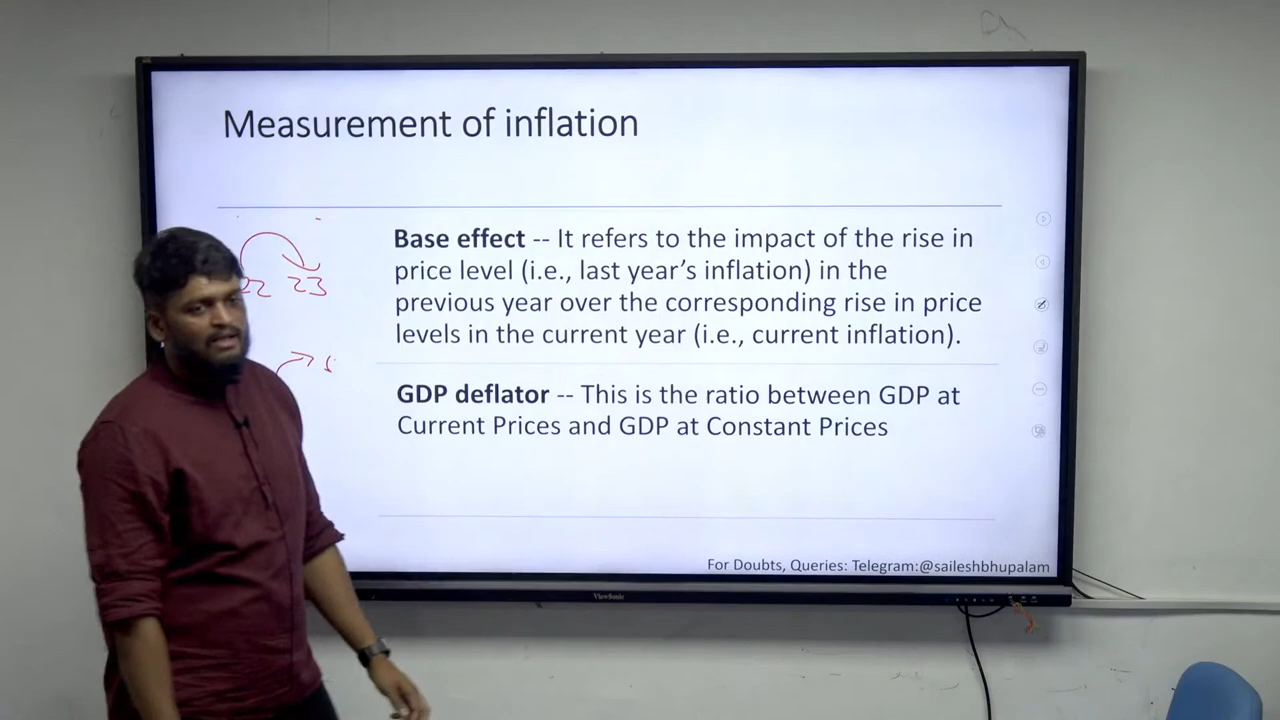 Measurement of inflation
22 23
Base effect -- It refers to the impact of the rise in
price level (i.e., last year's inflation) in the
previous year over the corresponding rise in price
levels in the current year (i.e., current inflation).
GDP deflator -- This is the ratio between GDP at
Current Prices and GDP at Constant Prices
For Doubts, Queries: Telegram:@saileshbhupalam
ViewSonic